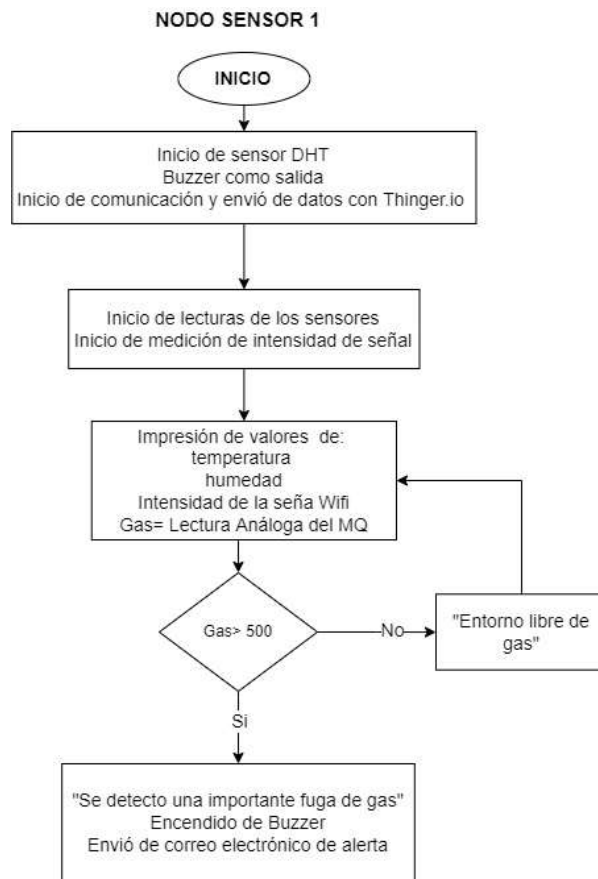 NODO SENSOR 1
INICIO
Inicio de sensor DHT
Buzzer como salida
Inicio de comunicación y envió de datos con Thinger.io
Inicio de lecturas de los sensores
Inicio de medición de intensidad de señal
Impresión de valores de:
temperatura
humedad
Intensidad de la seña Wifi
Gas= Lectura Análoga del MQ
Gas> 500
No
"Entorno libre de
gas"
Si
"Se detecto una importante fuga de gas"
Encendido de Buzzer
Envió de correo electrónico de alerta